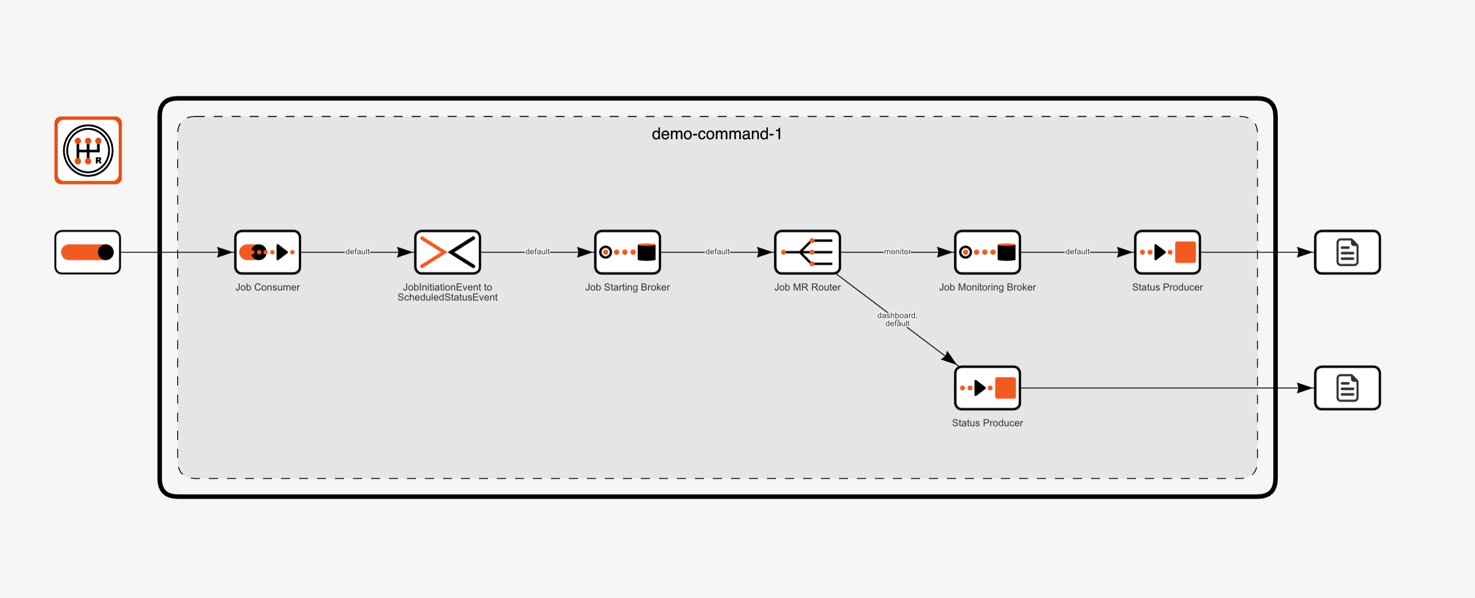 demo-command-1
R
default
default
default
monitor
default
Job Consumer
JobInitiationEvent to
ScheduledStatusEvent
Job Starting Broker
Job MR Router
Job Monitoring Broker
Status Producer
dashboard,
default
Status Producer